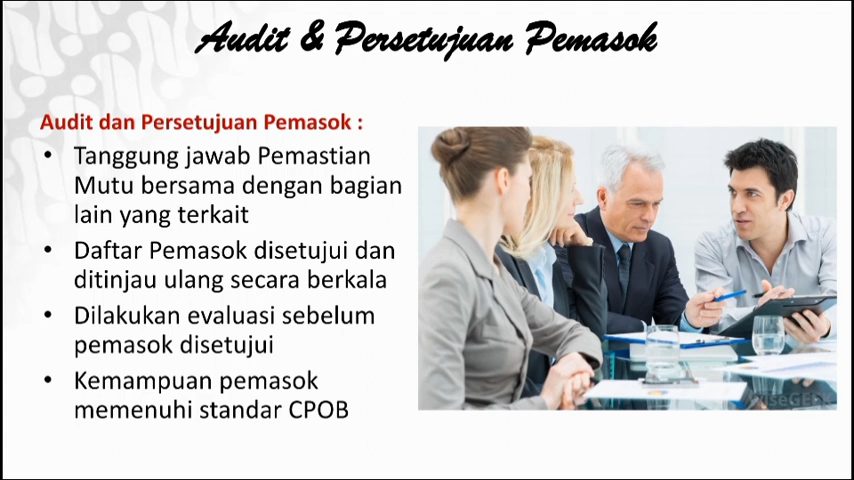 Audit & Persetujuan Pemasok
Audit dan Persetujuan Pemasok :
• Tanggung jawab Pemastian
Mutu bersama dengan bagian
lain yang terkait
• Daftar Pemasok disetujui dan
ditinjau ulang secara berkala
• Dilakukan evaluasi sebelum
pemasok disetujui
• Kemampuan pemasok
memenuhi standar CPOB
wiseGEEK